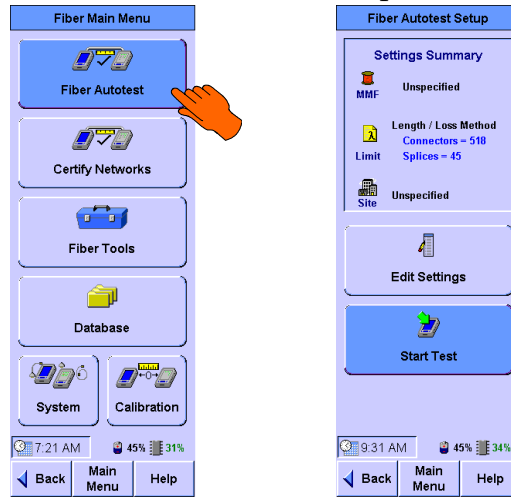 Fiber Main Menu
Fiber Autotest
Certify Networks
Fiber Tools
Database
System
Calibration
7:21 AM
45%
31%
Back
Main
Menu
Help
Fiber Autotest Setup
Settings Summary
MMF
Unspecified
Length / Loss Method
Connectors = 518
Limit
Splices = 45
Site
Unspecified
Edit Settings
Start Test
9:31 AM
45%
34%
Back
Main
Menu
Help